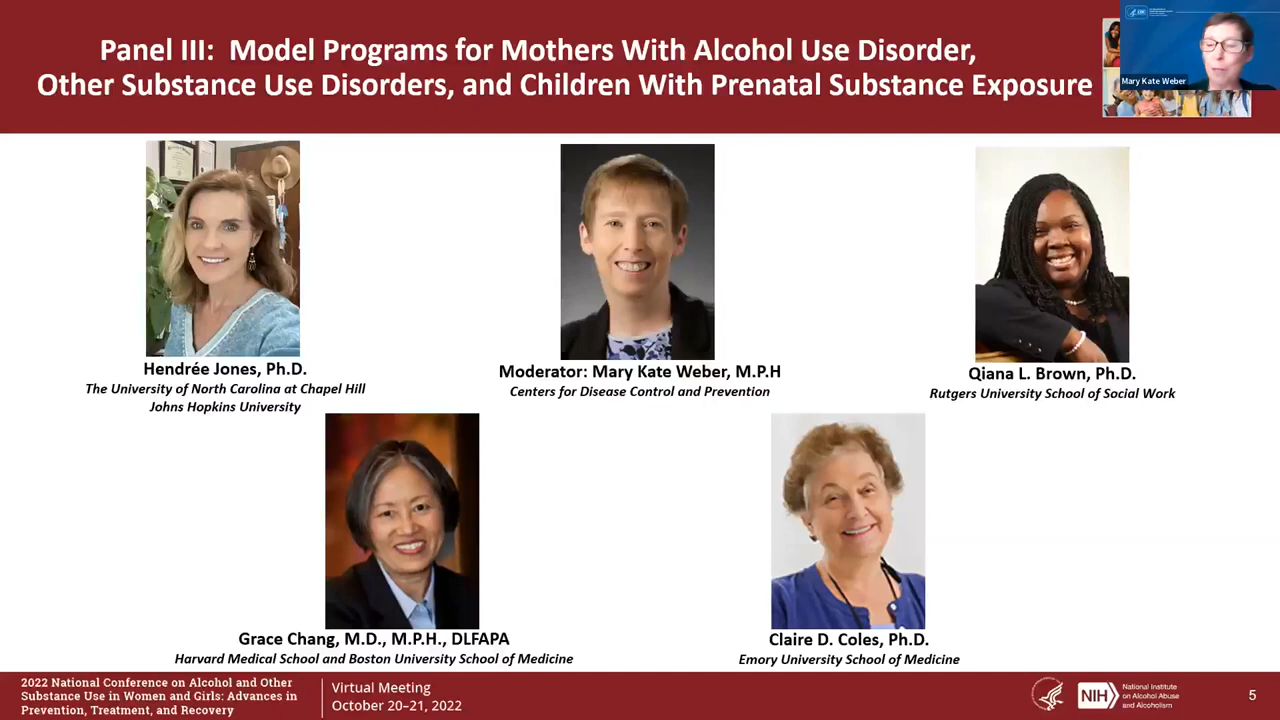 Panel III:  Model Programs for Mothers With Alcohol Use Disorder,
Other Substance Use Disorders, and Children With Prenatal Substance Exposure
Mary Kate Weber
Hendrée Jones, Ph.D.
The University of North Carolina at Chapel Hill
Johns Hopkins University
Moderator: Mary Kate Weber, M.P.H
Centers for Disease Control and Prevention
Qiana L. Brown, Ph.D.
Rutgers University School of Social Work
Grace Chang, M.D., M.P.H., DLFAPA
Harvard Medical School and Boston University School of Medicine
Claire D. Coles, Ph.D.
Emory University School of Medicine
2022 National Conference on Alcohol and Other
Substance Use in Women and Girls: Advances in
Prevention, Treatment, and Recovery
Virtual Meeting
October 20–21, 2022
NIH
National Institute
on Alcohol Abuse
and Alcoholism
5